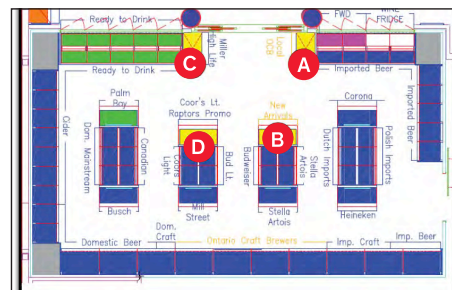 Ready to Drink
FWD
WINE
FRIDGE
Miller
High Life
Local
OCB
C
A
Ready to Drink
Imported Beer
Palm
Bay
Coor's Lt.
Raptors Promo
New
Arrivals
Corona
Cider
Dom. Mainstream
Canadian
D
Coors
Light
Bud Lt.
B
Budweiser
Stella
Artois
Dutch Imports
Polish Imports
Imported Beer
Busch
Mill
Street
Stella
Artois
Heineken
Domestic Beer
Dom.
Craft
Ontario Craft Brewers
Imp. Craft
Imp. Beer